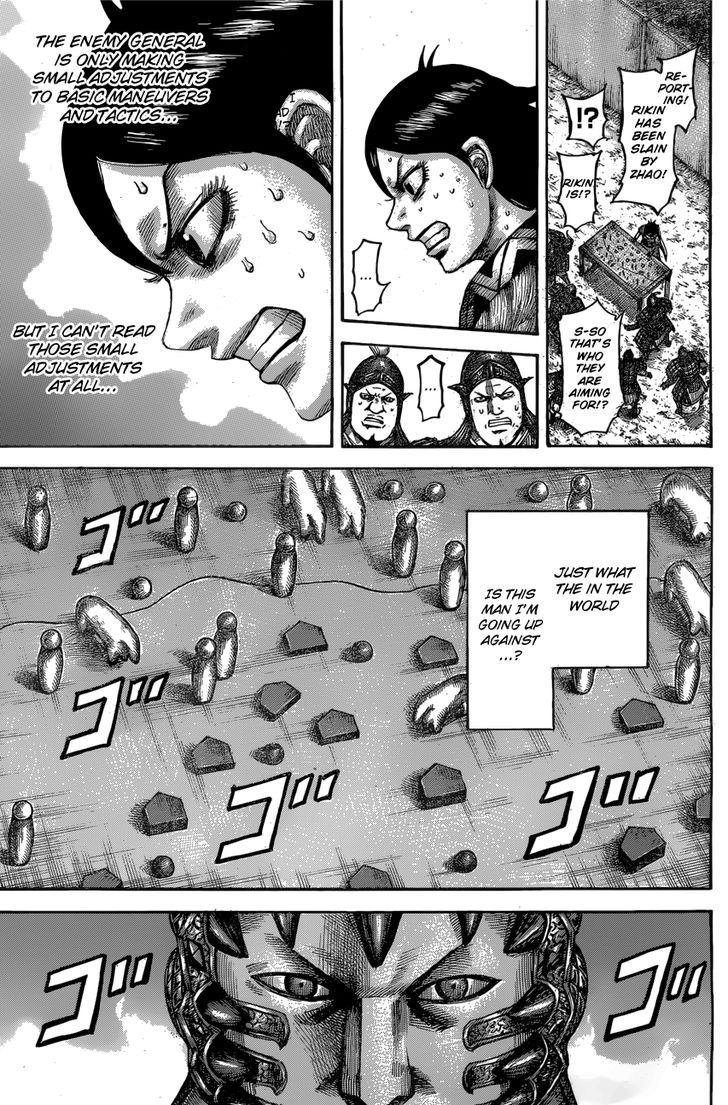 RE-
PORT-
ING!
RIKIN
HAS
BEEN
SLAIN
BY
ZHAO!
!?
RIKIN
IS!?
S-SO
THAT'S
WHO
THEY
ARE
AIMING
FOR!?
...
...
THE ENEMY GENERAL
IS ONLY MAKING
SMALL ADJUSTMENTS
TO BASIC MANEUVERS
AND TACTICS...
BUT I CAN'T READ
THOSE SMALL
ADJUSTMENTS
AT ALL...
JUST WHAT
THE IN THE
WORLD
IS THIS
MAN I'M
GOING UP
AGAINST
...?
ゴ"
ゴ"
ゴ"
ゴ"
ゴ"
ゴ"